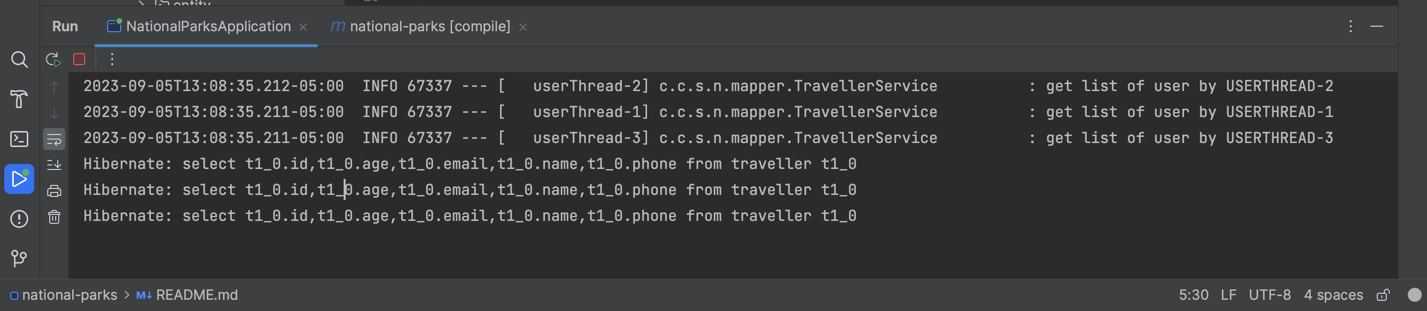 entity
Run NationalParksApplication × m national-parks [compile] ×
2023-09-05T13:08:35.212-05:00  INFO 67337 --- [   userThread-2] c.c.s.n.mapper.TravellerService          : get list of user by USERTHREAD-2
2023-09-05T13:08:35.211-05:00  INFO 67337 --- [   userThread-1] c.c.s.n.mapper.TravellerService          : get list of user by USERTHREAD-1
2023-09-05T13:08:35.211-05:00  INFO 67337 --- [   userThread-3] c.c.s.n.mapper.TravellerService          : get list of user by USERTHREAD-3
Hibernate: select t1_0.id,t1_0.age,t1_0.email,t1_0.name,t1_0.phone from traveller t1_0
Hibernate: select t1_0.id,t1_0.age,t1_0.email,t1_0.name,t1_0.phone from traveller t1_0
Hibernate: select t1_0.id,t1_0.age,t1_0.email,t1_0.name,t1_0.phone from traveller t1_0
national-parks > M↓ README.md 5:30 LF UTF-8 4 spaces